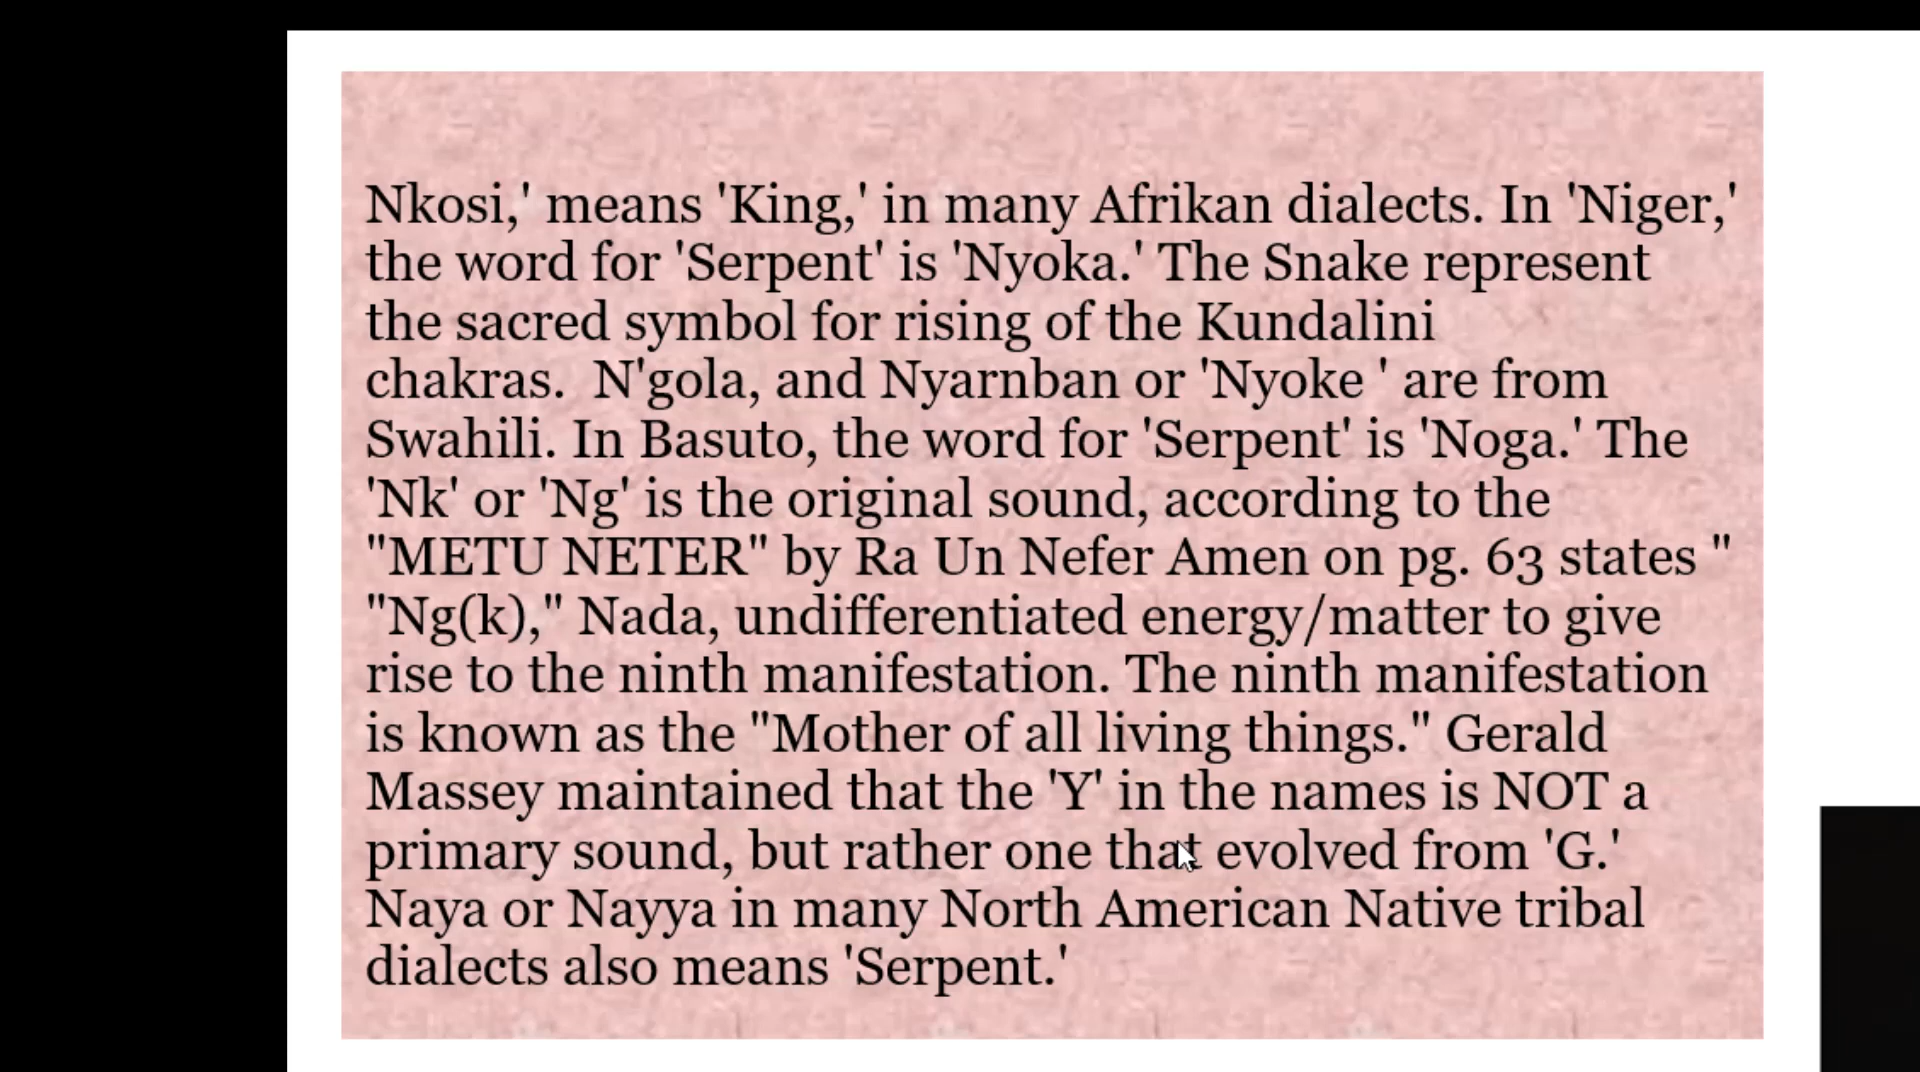 Nkosi,' means 'King,' in many Afrikan dialects. In 'Niger,'
the word for 'Serpent' is 'Nyoka.' The Snake represent
the sacred symbol for rising of the Kundalini
chakras.  N'gola, and Nyarnban or 'Nyoke ' are from
Swahili. In Basuto, the word for 'Serpent' is 'Noga.' The
'Nk' or 'Ng' is the original sound, according to the
"METU NETER" by Ra Un Nefer Amen on pg. 63 states "
"Ng(k)," Nada, undifferentiated energy/matter to give
rise to the ninth manifestation. The ninth manifestation
is known as the "Mother of all living things." Gerald
Massey maintained that the 'Y' in the names is NOT a
primary sound, but rather one that evolved from 'G.'
Naya or Nayya in many North American Native tribal
dialects also means 'Serpent.'